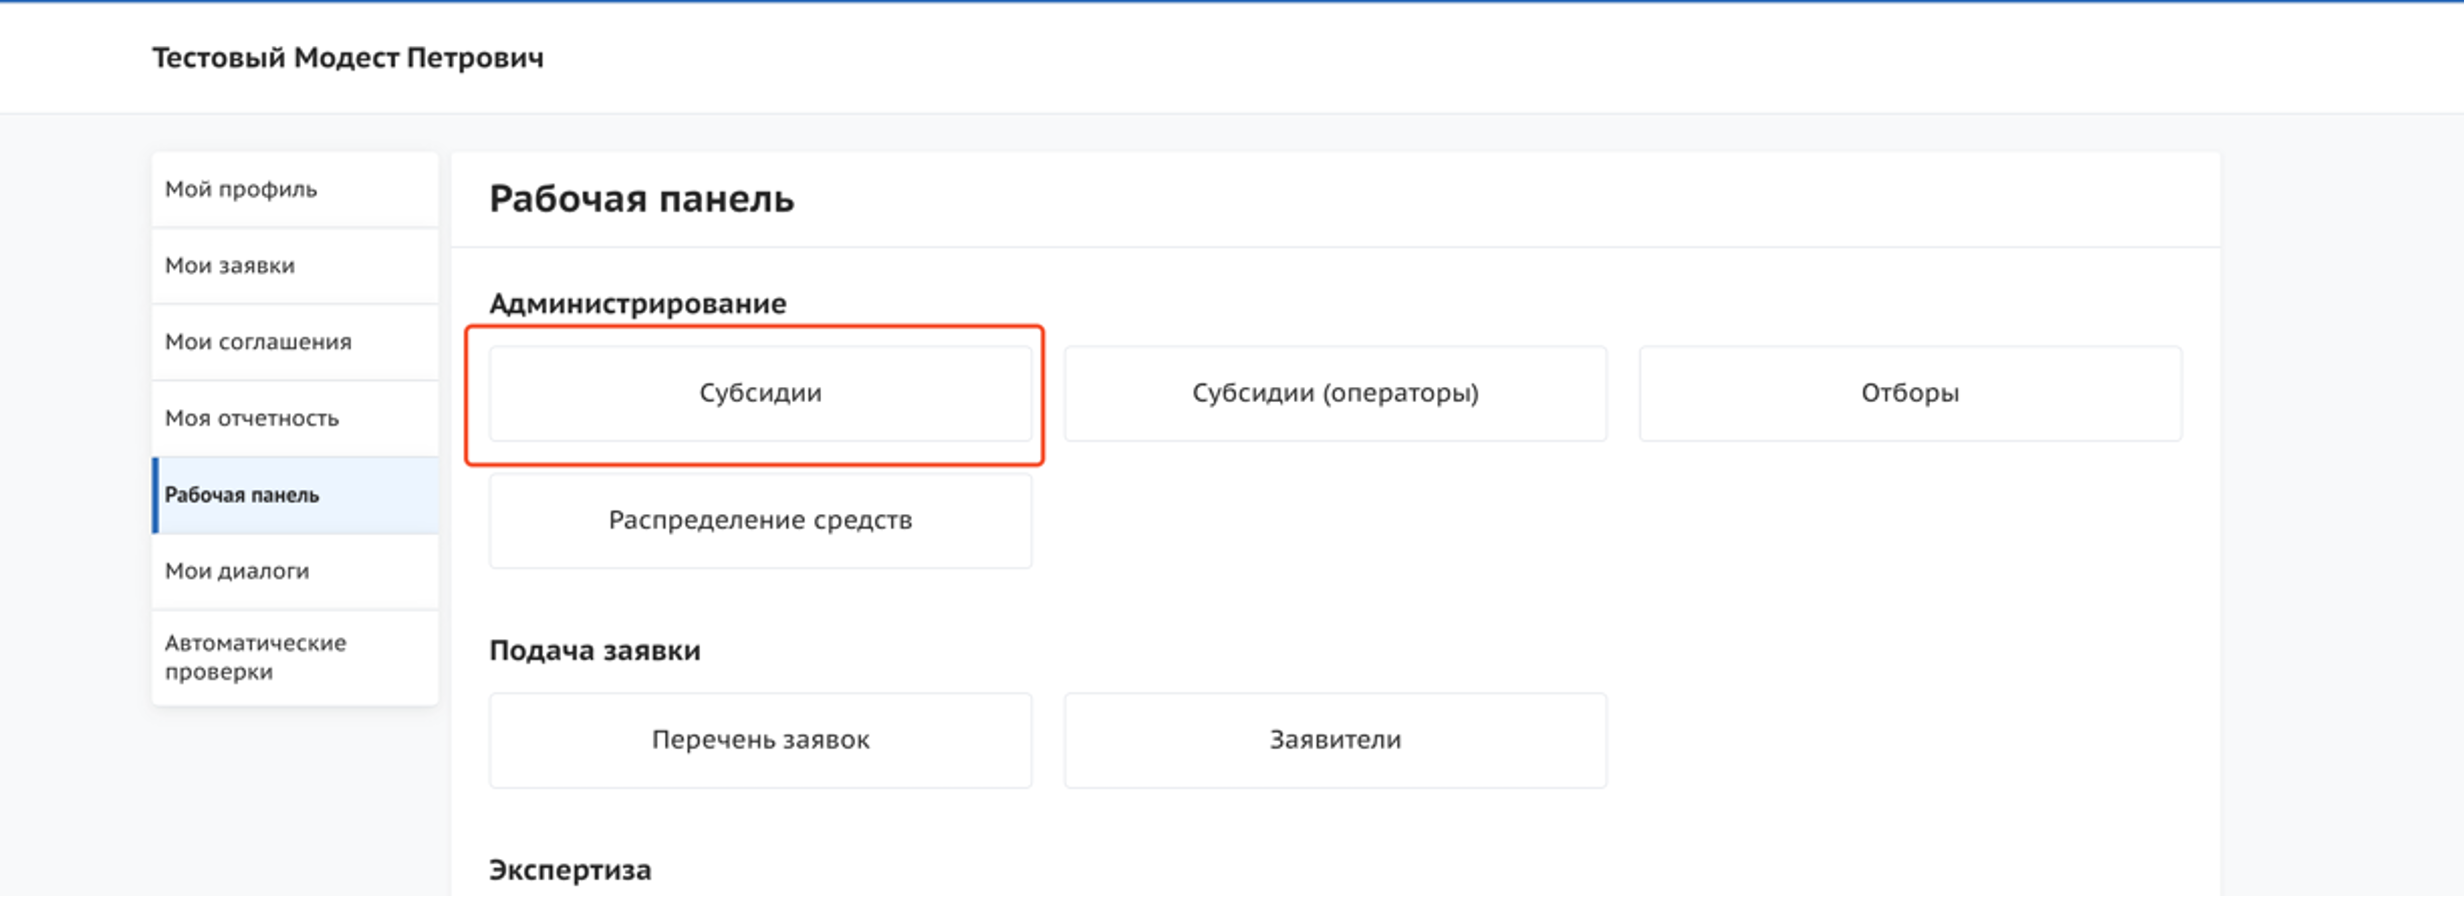 Тестовый Модест Петрович
Мой профиль
Мои заявки
Мои соглашения
Моя отчетность
Рабочая панель
Мои диалоги
Автоматические
проверки
Рабочая панель
Администрирование
Субсидии
Субсидии (операторы)
Отборы
Распределение средств
Подача заявки
Перечень заявок
Заявители
Экспертиза